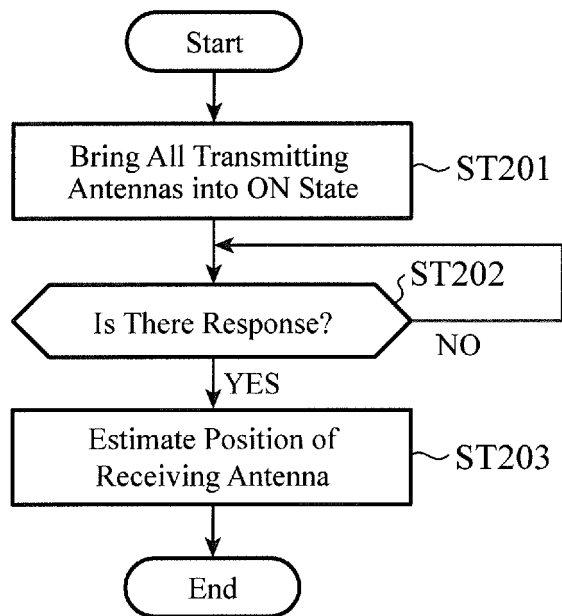 Start
Bring All Transmitting
Antennas into ON State
ST201
ST202
Is There Response?
NO
YES
Estimate Position of
Receiving Antenna
ST203
End